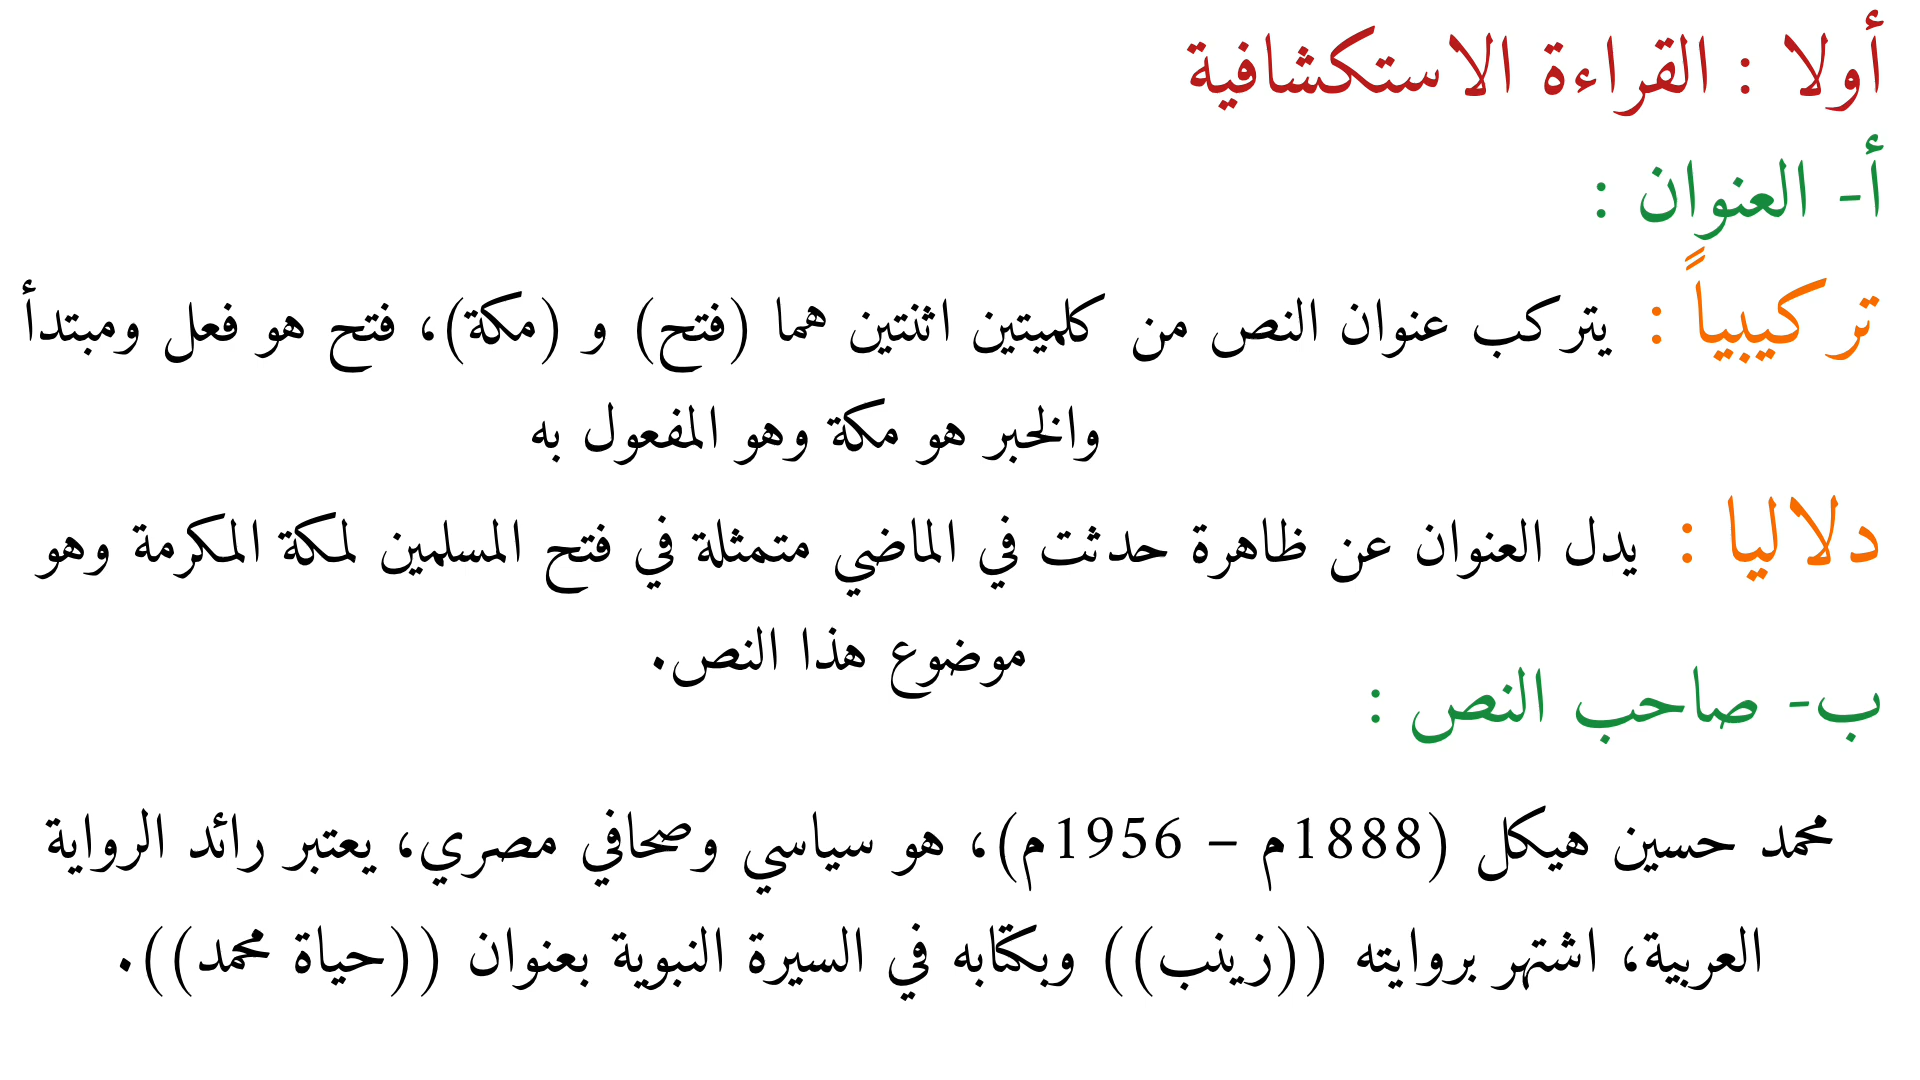 أولا : القراءة الاستكشافية
أ- العنوان :
تركيبياً : يتركب عنوان النص من كلميتين اثنتين هما (فتح) و (مكة)، فتح هو فعل ومبتدأ
والخبر هو مكة وهو المفعول به
دلاليا : يدل العنوان عن ظاهرة حدثت في الماضي متمثلة في فتح المسلمين لمكة المكرمة وهو
موضوع هذا النص.
ب- صاحب النص :
محمد حسين هيكل (1888م – 1956م)، هو سياسي وصحافي مصري، يعتبر رائد الرواية
العربية، اشتهر بروايته ((زينب)) وبكتابه في السيرة النبوية بعنوان ((حياة محمد)).